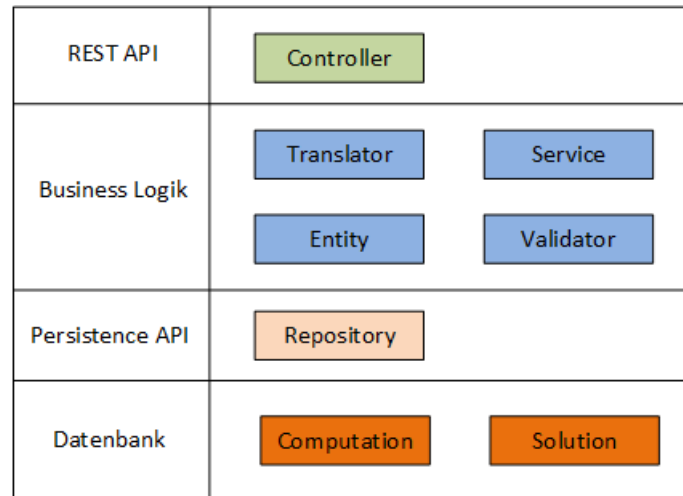 REST API
Controller
Business Logik
Translator
Service
Entity
Validator
Persistence API
Repository
Datenbank
Computation
Solution